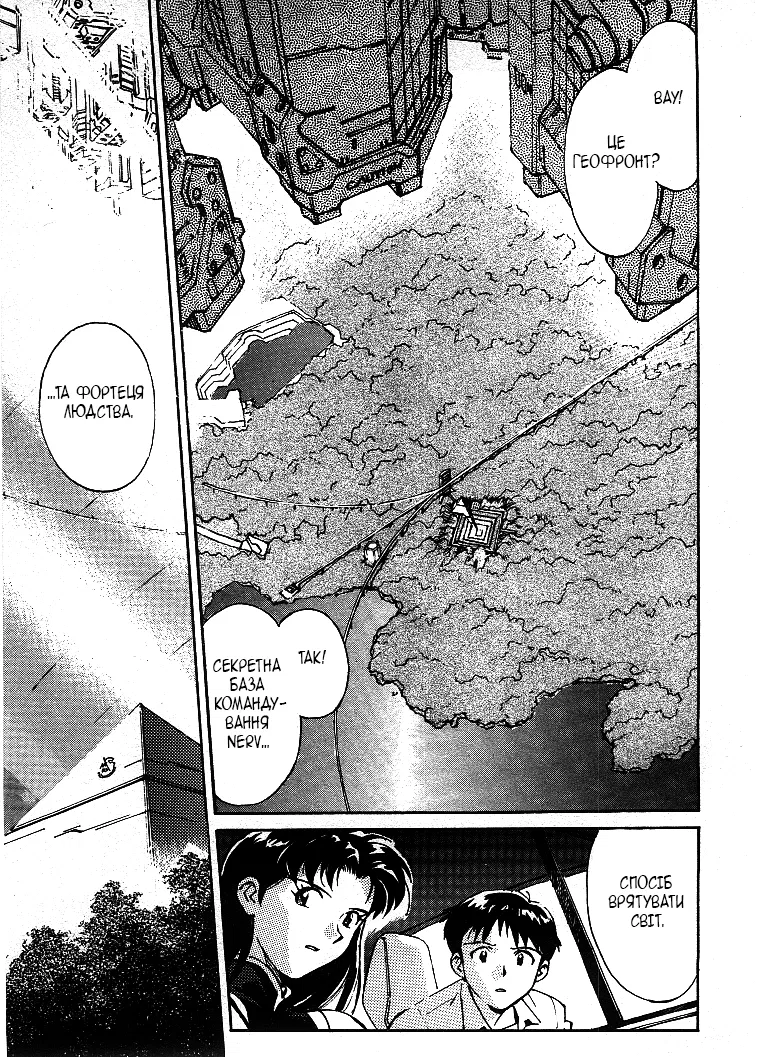 ВАУ!
ЦЕ
ГЕОФРОНТ?
ТАК!
СЕКРЕТНА
БАЗА
КОМАНДУ-
ВАННЯ
NERV...
СПОСІБ
ВРЯТУВАТИ
СВІТ.
...ТА ФОРТЕЦЯ
ЛЮДСТВА.